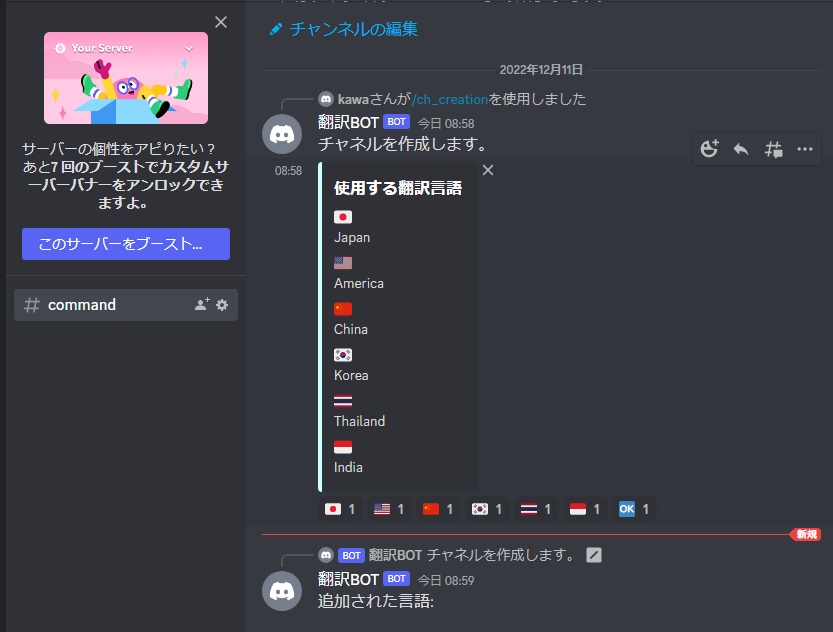 Your Server
サーバーの個性をアピりたい？
あと7 回のブーストでカスタムサ
ーバーバナーをアンロックでき
ますよ。
このサーバーをブースト...
command
チャンネルの編集
2022年12月11日
kawaさんが/ch_creationを使用しました
翻訳BOT BOT 今日 08:58
チャネルを作成します。
08:58
使用する翻訳言語
Japan
America
China
Korea
Thailand
India
1 1 1 1 1 1 OK 1
新規
BOT 翻訳BOT チャネルを作成します。
翻訳BOT BOT 今日 08:59
追加された言語: